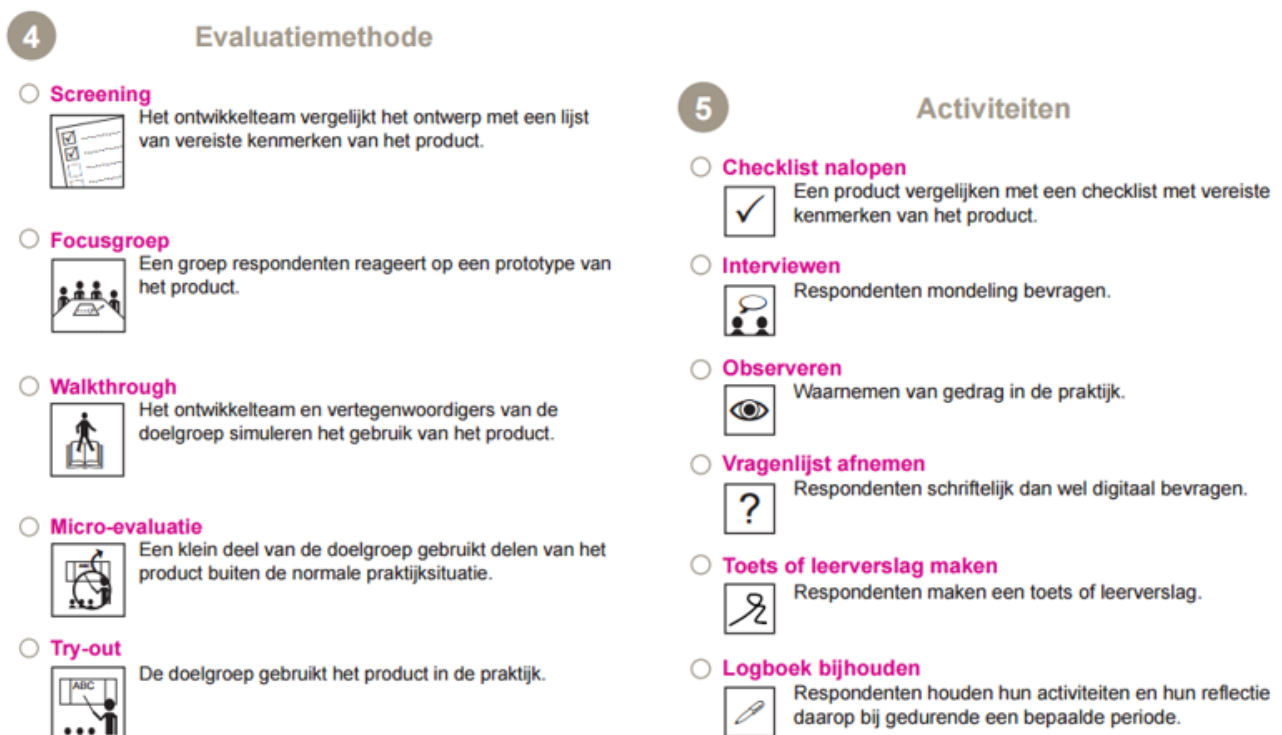 4
Evaluatiemethode
Screening
Het ontwikkelteam vergelijkt het ontwerp met een lijst
van vereiste kenmerken van het product.
Focusgroep
Een groep respondenten reageert op een prototype van
het product.
Walkthrough
Het ontwikkelteam en vertegenwoordigers van de
doelgroep simuleren het gebruik van het product.
Micro-evaluatie
Een klein deel van de doelgroep gebruikt delen van het
product buiten de normale praktijksituatie.
Try-out
De doelgroep gebruikt het product in de praktijk.
ABC
5
Activiteiten
Checklist nalopen
Een product vergelijken met een checklist met vereiste
kenmerken van het product.
Interviewen
Respondenten mondeling bevragen.
Observeren
Waarnemen van gedrag in de praktijk.
Vragenlijst afnemen
Respondenten schriftelijk dan wel digitaal bevragen.
?
Toets of leerverslag maken
Respondenten maken een toets of leerverslag.
Logboek bijhouden
Respondenten houden hun activiteiten en hun reflectie
daarop bij gedurende een bepaalde periode.